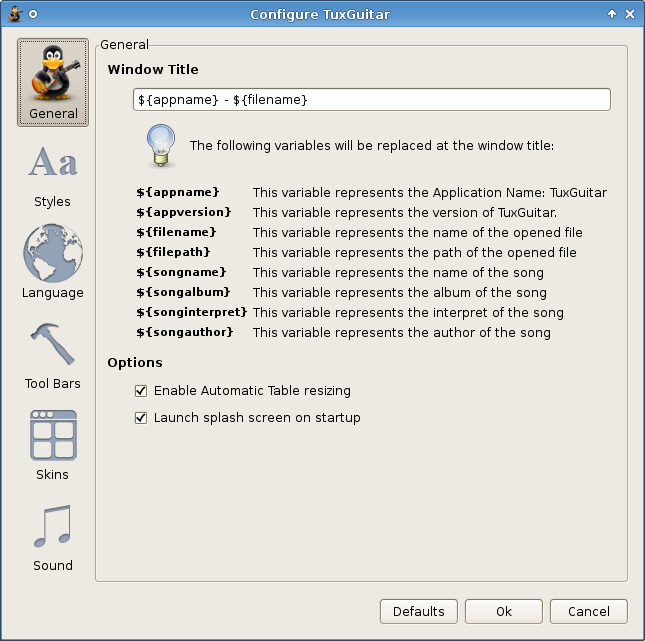 Configure TuxGuitar
General
Styles
Language
Tool Bars
Skins
Sound
General
Window Title
${appname} - ${filename}
The following variables will be replaced at the window title:
${appname} This variable represents the Application Name: TuxGuitar
${appversion} This variable represents the version of TuxGuitar.
${filename} This variable represents the name of the opened file
${filepath} This variable represents the path of the opened file
${songname} This variable represents the name of the song
${songalbum} This variable represents the album of the song
${songinterpret} This variable represents the interpret of the song
${songauthor} This variable represents the author of the song
Options
Enable Automatic Table resizing
Launch splash screen on startup
Defaults Ok Cancel